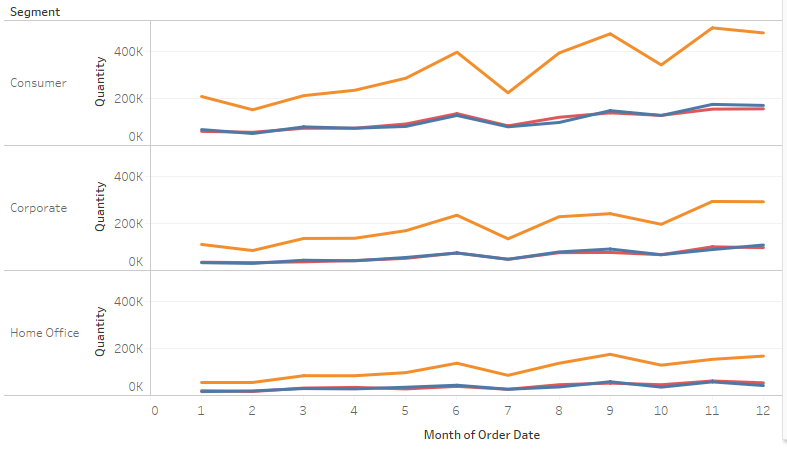 Segment
Consumer
Quantity
400K
200K
0K
Corporate
Quantity
400K
200K
0K
Home Office
Quantity
400K
200K
0K
0 1 2 3 4 5 6 7 8 9 10 11 12
Month of Order Date